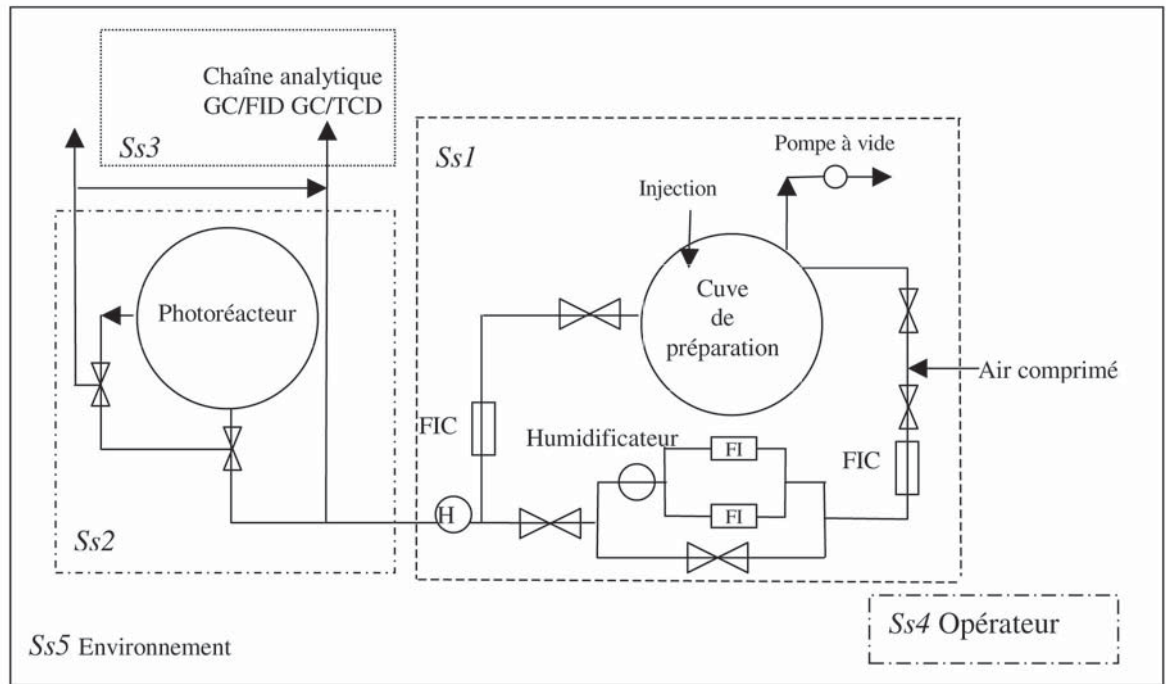 Chaîne analytique
GC/FID GC/TCD
Ss3
Ss1
Pompe à vide
Injection
Photoréacteur
Cuve
de
préparation
Air comprimé
FIC
Humidificateur
FI
FIC
FI
H
Ss2
Ss4 Opérateur
Ss5 Environnement